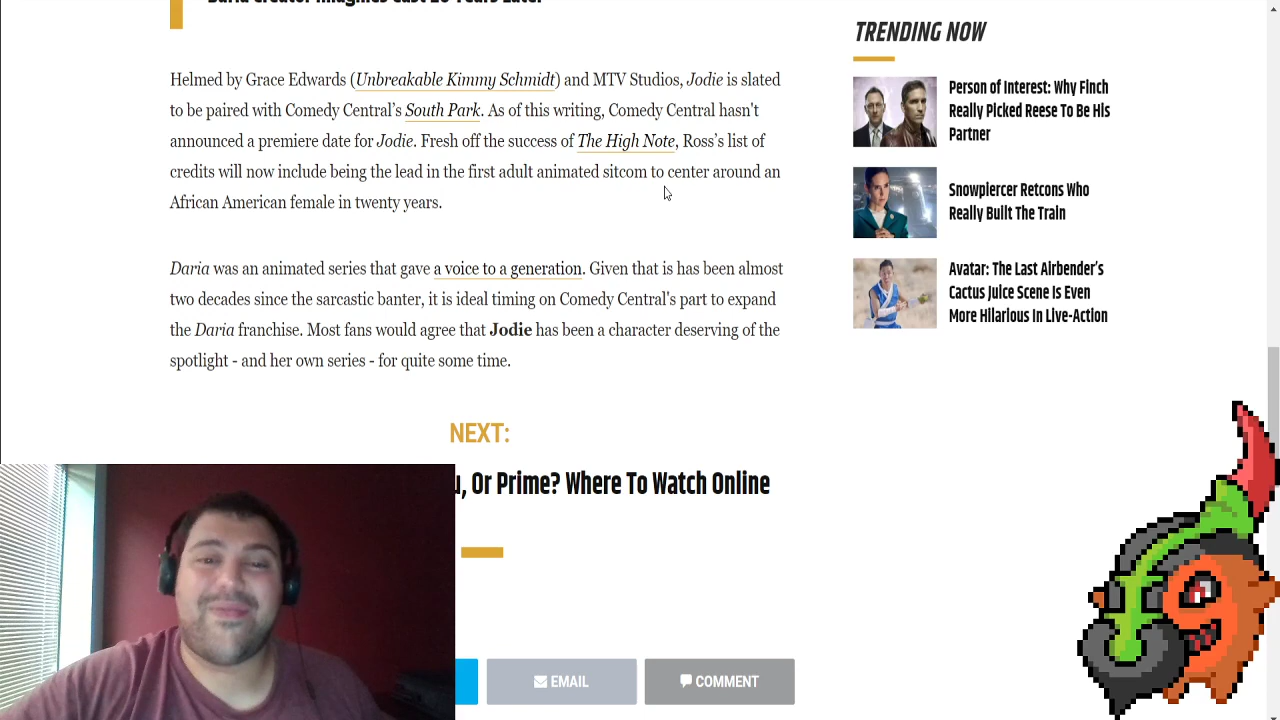 Daria Creator Imagines Cast 20 Years Later
Helmed by Grace Edwards (Unbreakable Kimmy Schmidt) and MTV Studios, Jodie is slated
to be paired with Comedy Central's South Park. As of this writing, Comedy Central hasn't
announced a premiere date for Jodie. Fresh off the success of The High Note, Ross's list of
credits will now include being the lead in the first adult animated sitcom to center around an
African American female in twenty years.
Daria was an animated series that gave a voice to a generation. Given that is has been almost
two decades since the sarcastic banter, it is ideal timing on Comedy Central's part to expand
the Daria franchise. Most fans would agree that Jodie has been a character deserving of the
spotlight - and her own series - for quite some time.
NEXT:
, Or Prime? Where To Watch Online
EMAIL
COMMENT
TRENDING NOW
Person of Interest: Why Finch
Really Picked Reese To Be His
Partner
Snowpiercer Retcons Who
Really Built The Train
Avatar: The Last Airbender's
Cactus Juice Scene Is Even
More Hilarious In Live-Action